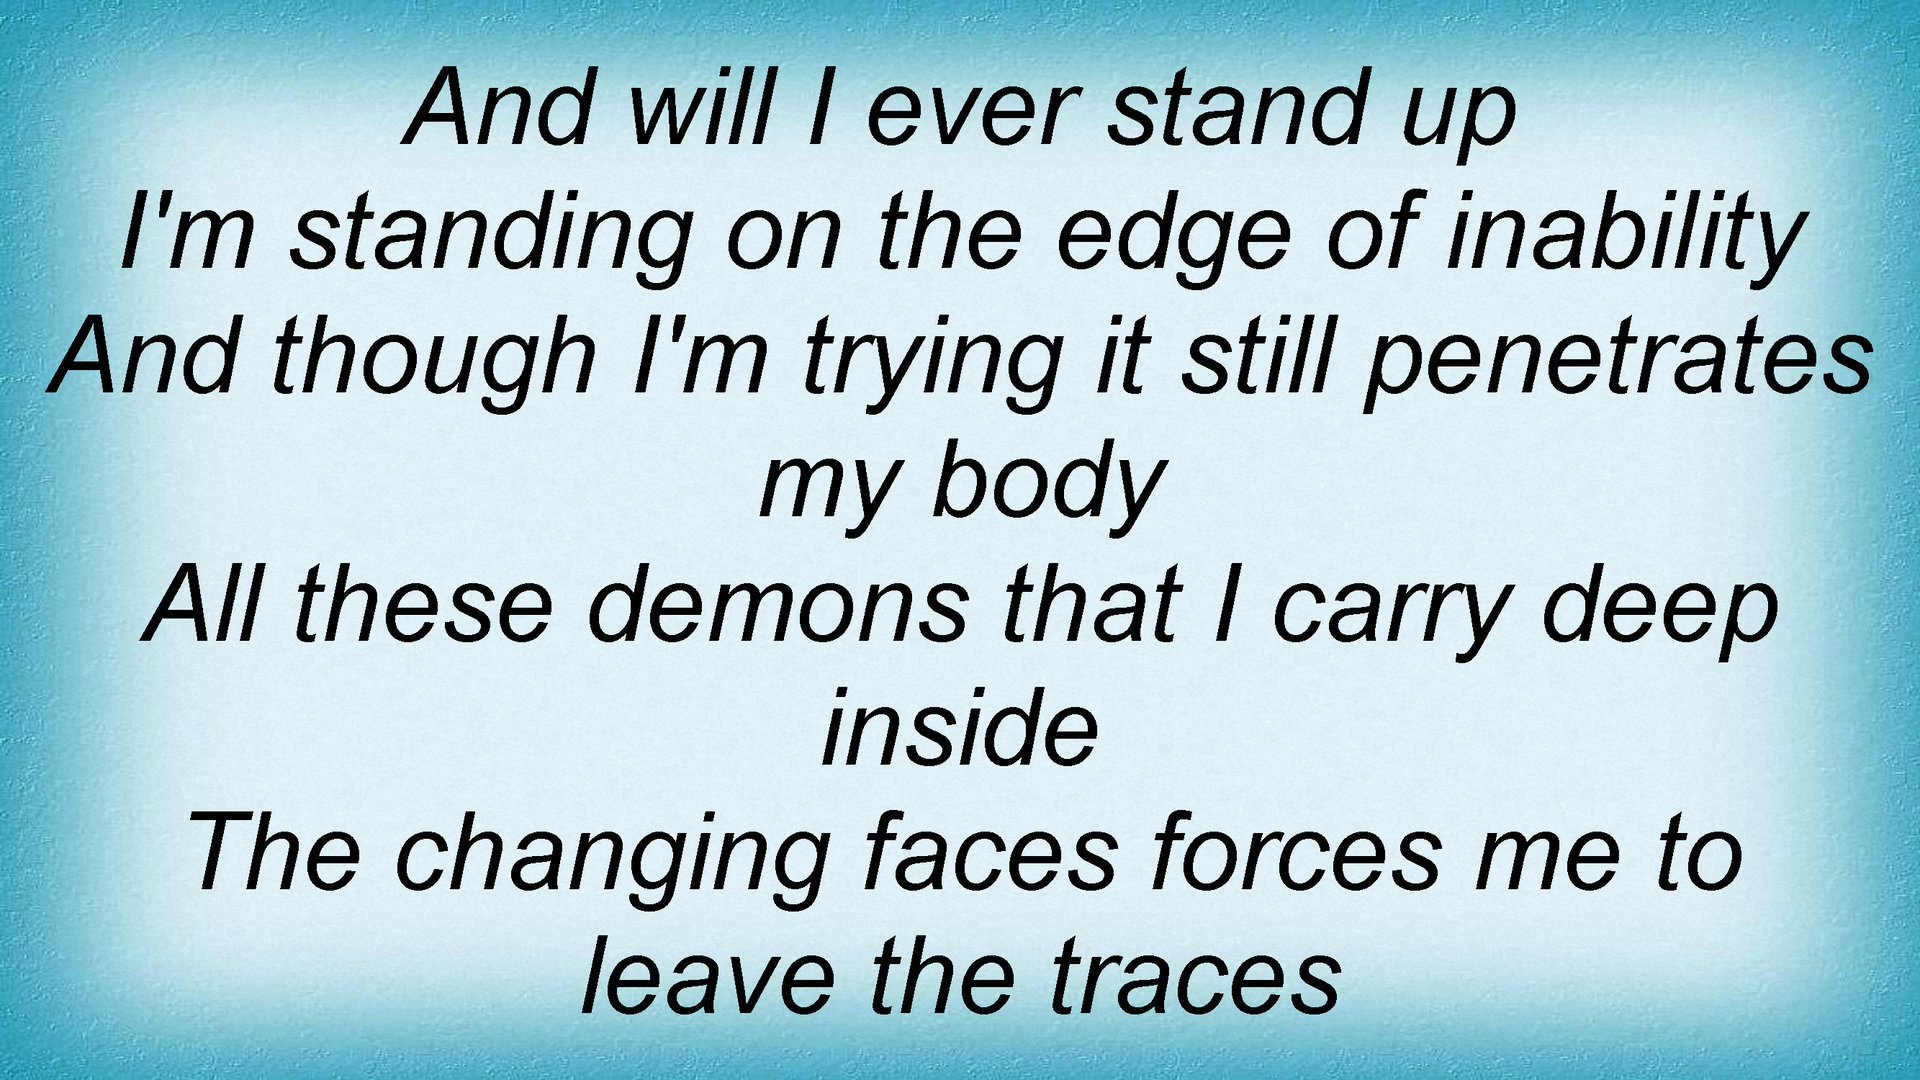 And will I ever stand up
I'm standing on the edge of inability
And though I'm trying it still penetrates
my body
All these demons that I carry deep
inside
The changing faces forces me to
leave the traces